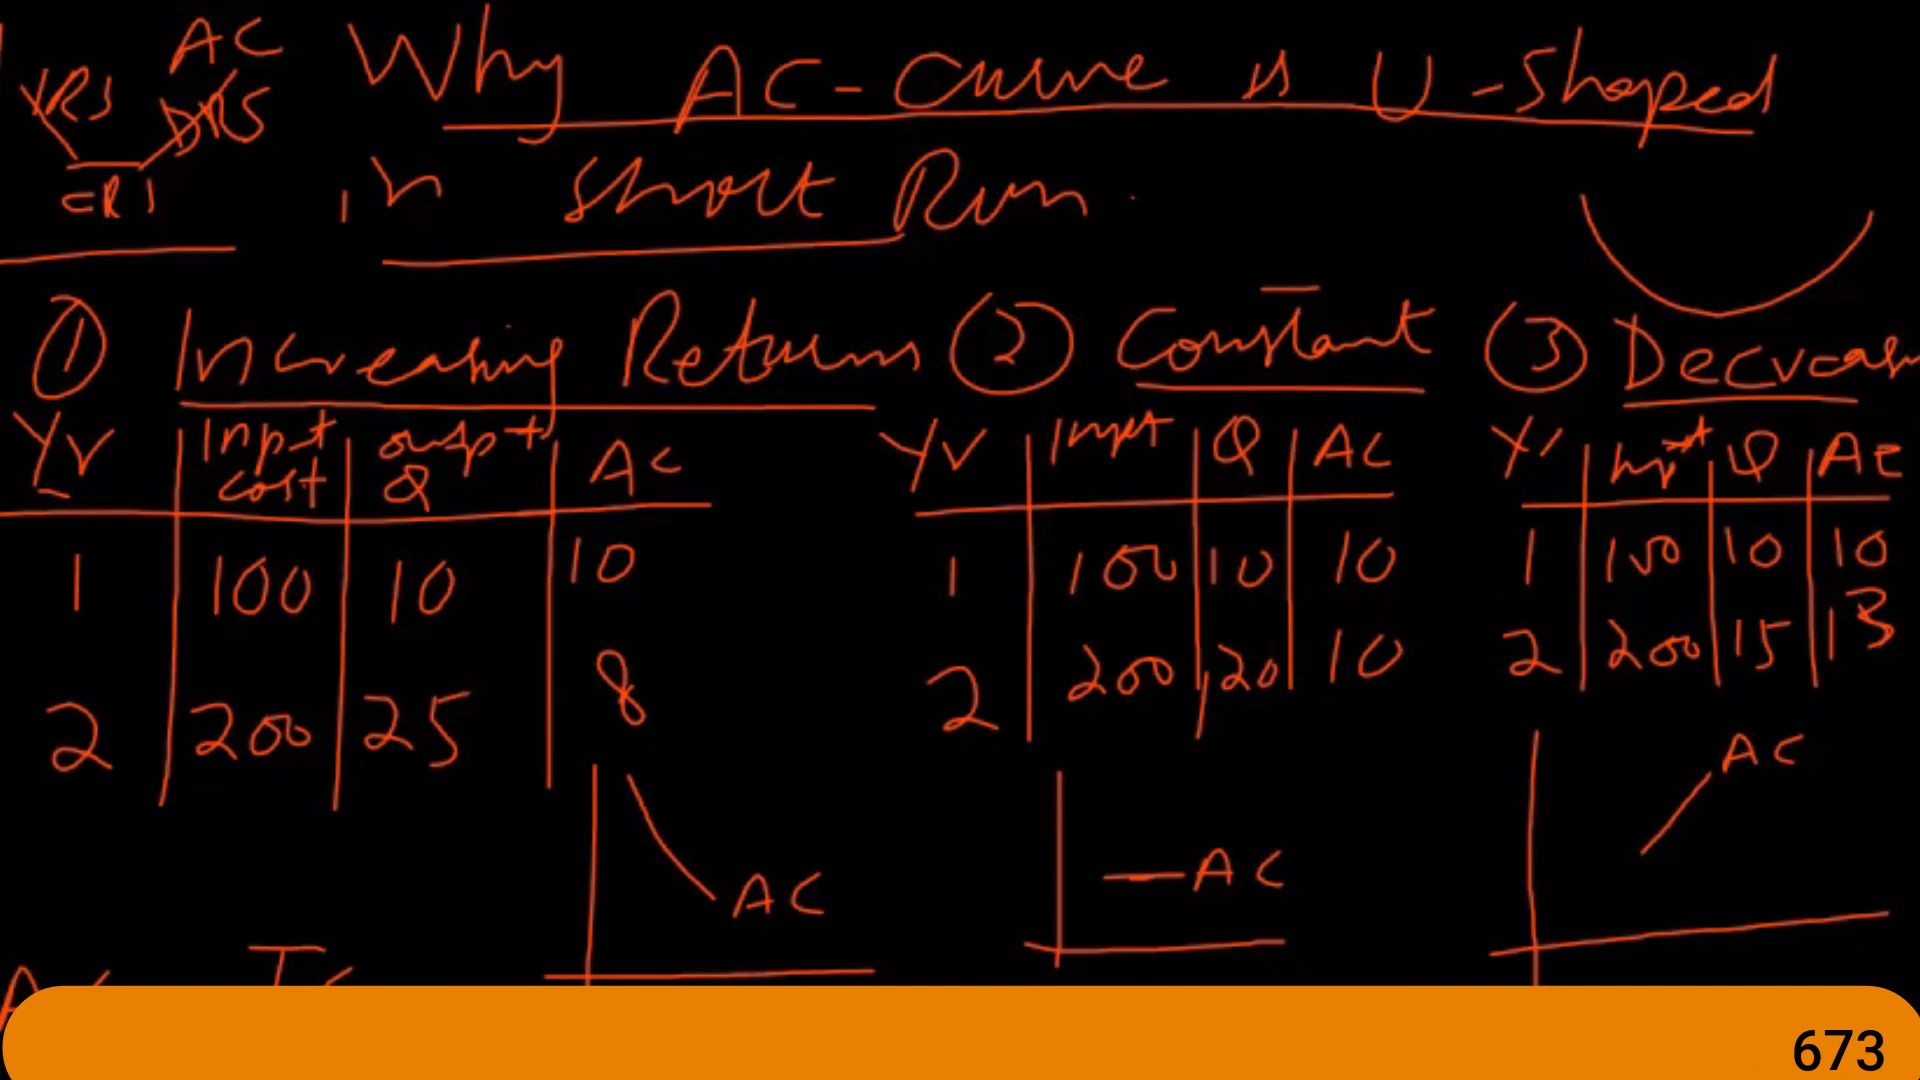 AC
IRS DRS
CRS
Why AC-Curve is U-Shaped
in Short Run.
① Increasing Returns
Yr Input cost output Q AC
1 100 10 10
2 200 25 8
AC
② Constant
Yr Input Q AC
1 100 10 10
2 200 20 10
AC
③ Decreasin
Yr Input Q AC
1 100 10 10
2 200 15 13
AC
673